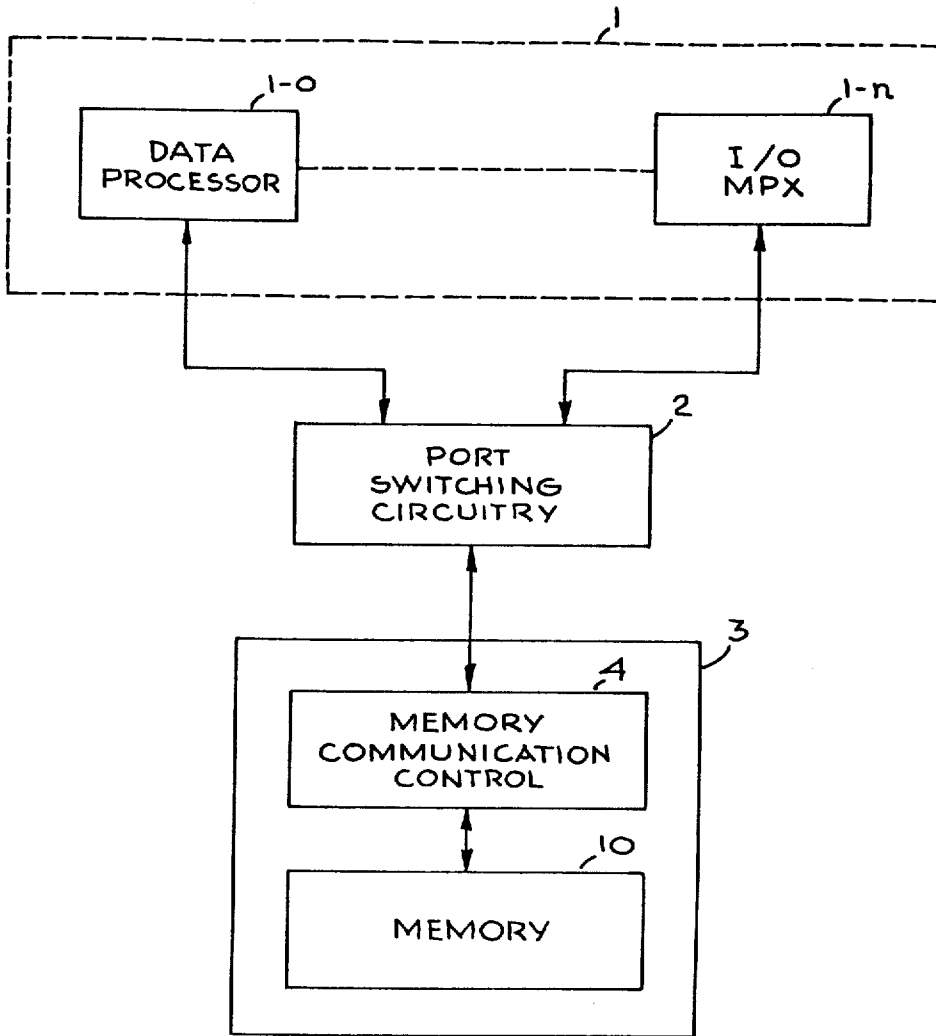 1
1-0
1-n
DATA
PROCESSOR
I/O
MPX
2
PORT
SWITCHING
CIRCUITRY
3
4
MEMORY
COMMUNICATION
CONTROL
10
MEMORY